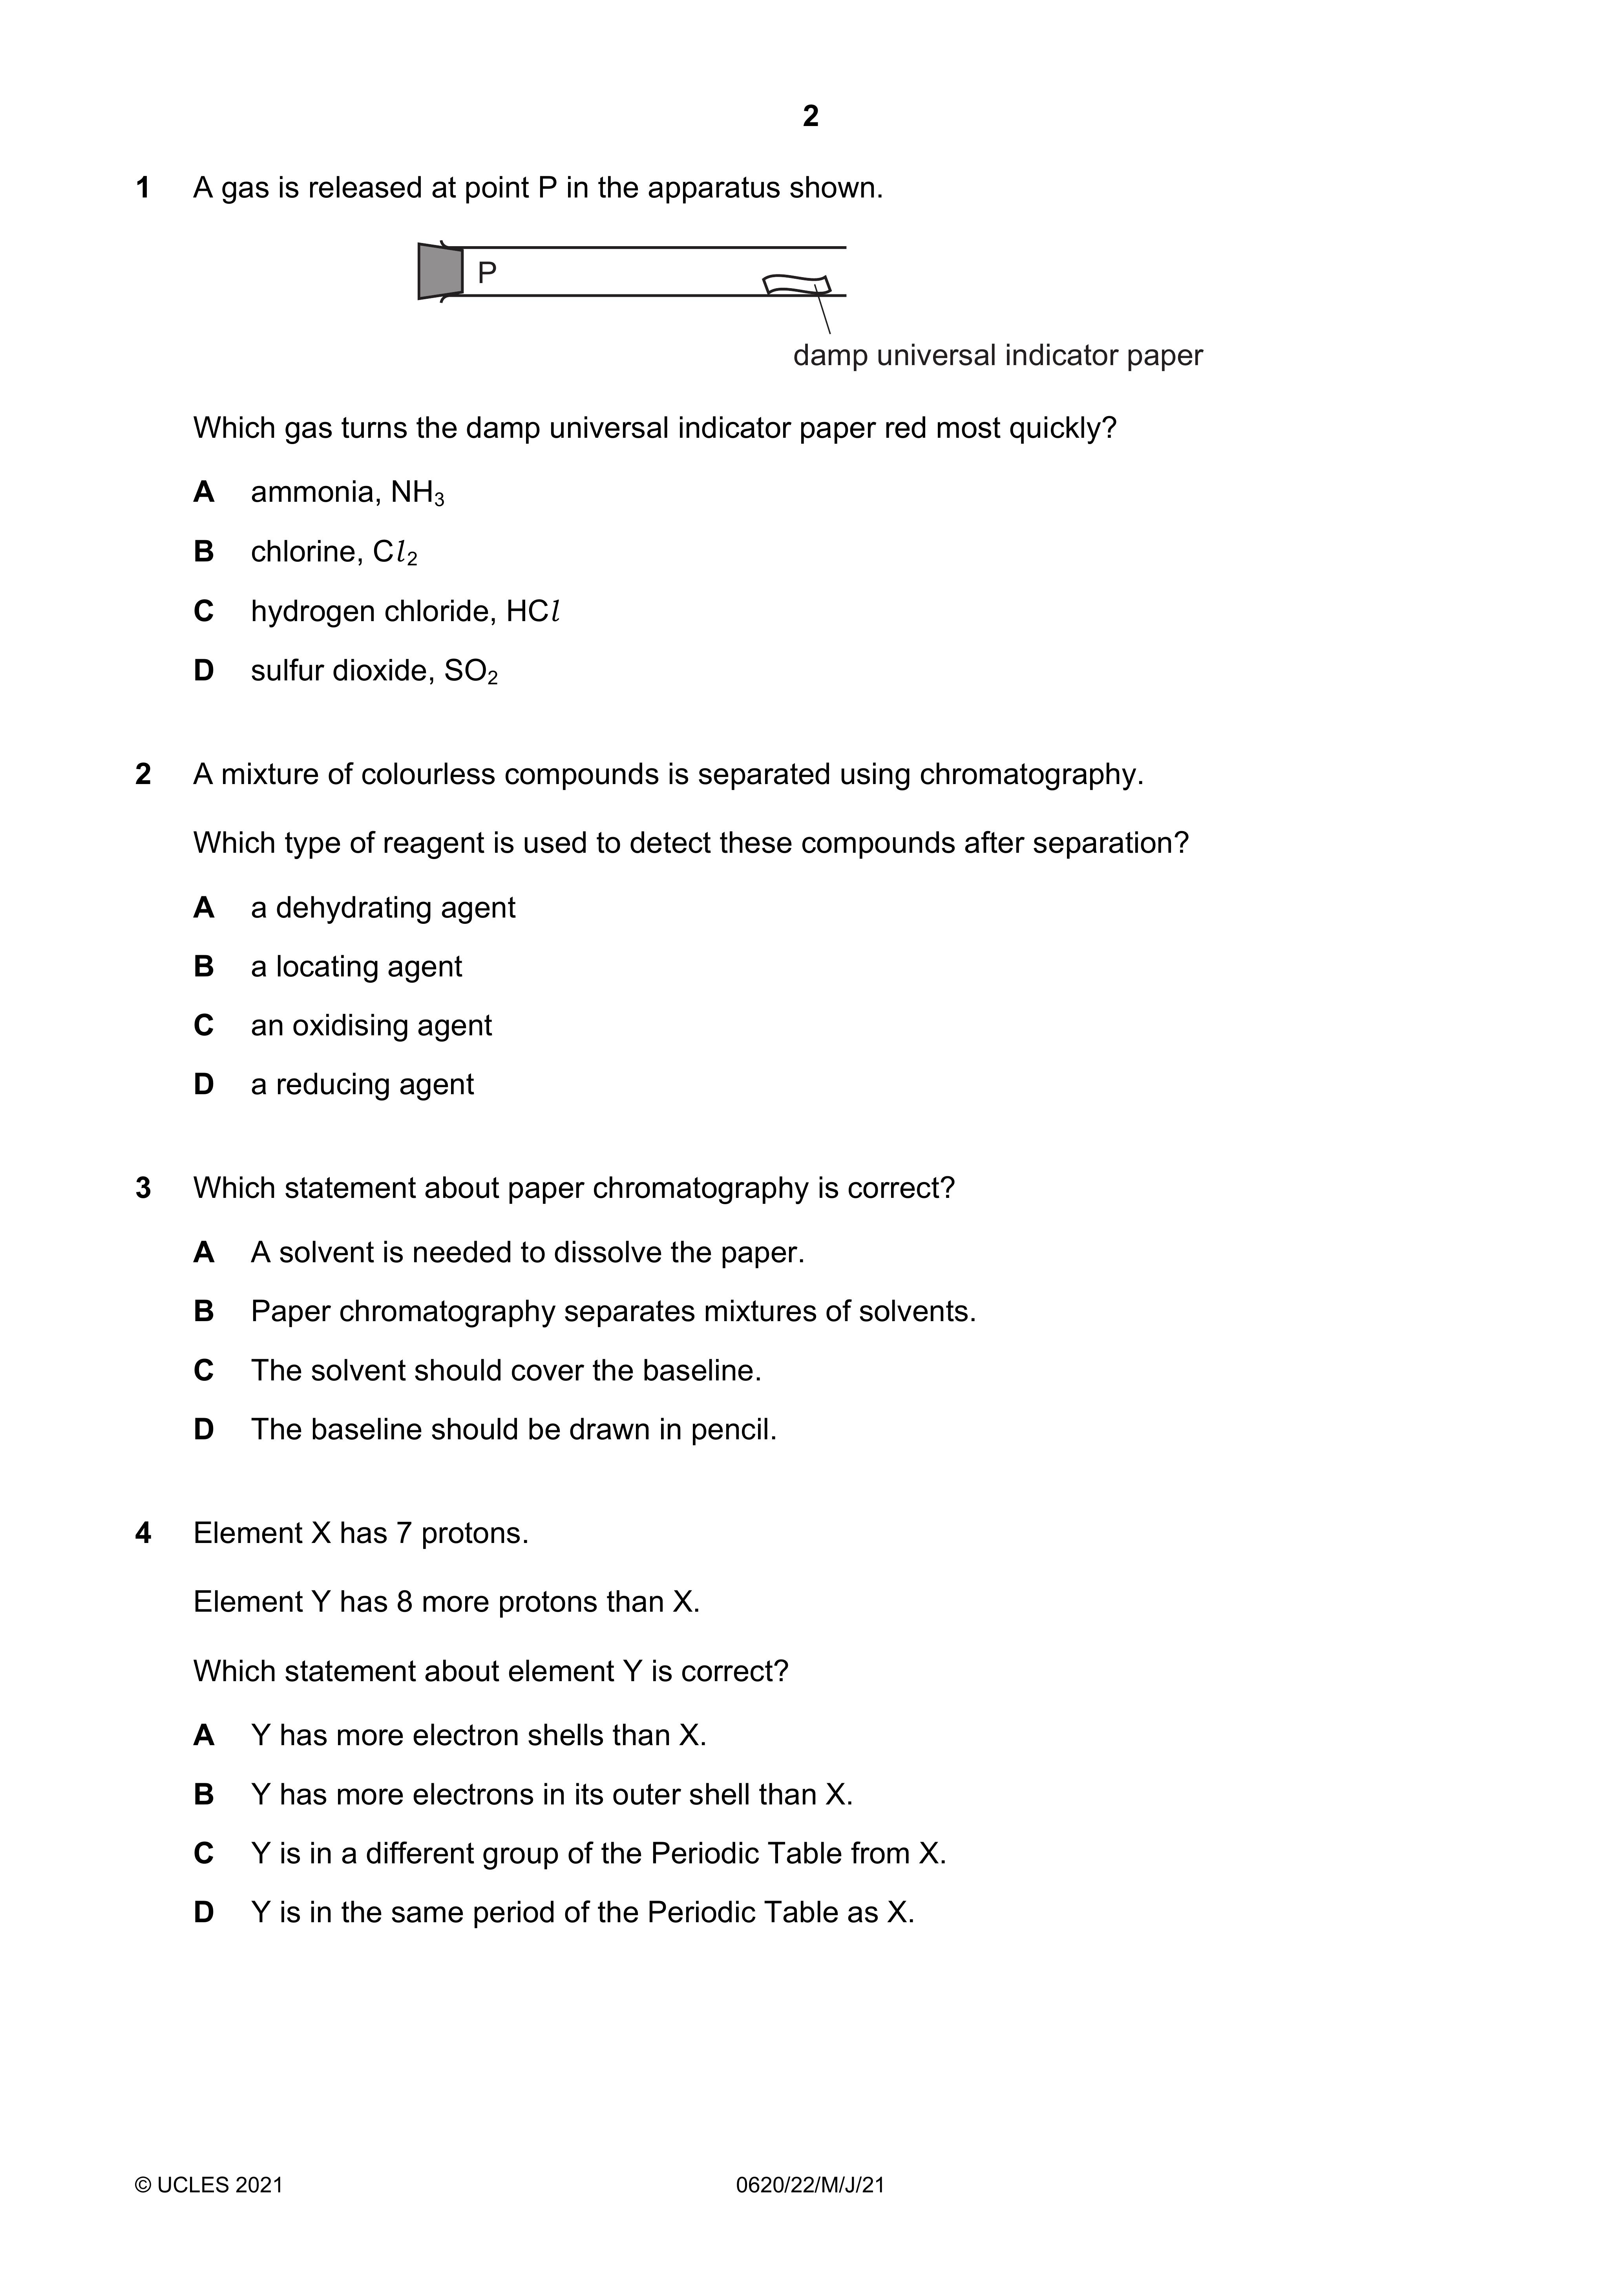 2
1 A gas is released at point P in the apparatus shown.
P
damp universal indicator paper
Which gas turns the damp universal indicator paper red most quickly?
A ammonia, NH3
B chlorine, Cl2
C hydrogen chloride, HCl
D sulfur dioxide, SO2
2 A mixture of colourless compounds is separated using chromatography.
Which type of reagent is used to detect these compounds after separation?
A a dehydrating agent
B a locating agent
C an oxidising agent
D a reducing agent
3 Which statement about paper chromatography is correct?
A A solvent is needed to dissolve the paper.
B Paper chromatography separates mixtures of solvents.
C The solvent should cover the baseline.
D The baseline should be drawn in pencil.
4 Element X has 7 protons.
Element Y has 8 more protons than X.
Which statement about element Y is correct?
A Y has more electron shells than X.
B Y has more electrons in its outer shell than X.
C Y is in a different group of the Periodic Table from X.
D Y is in the same period of the Periodic Table as X.
© UCLES 2021 0620/22/M/J/21